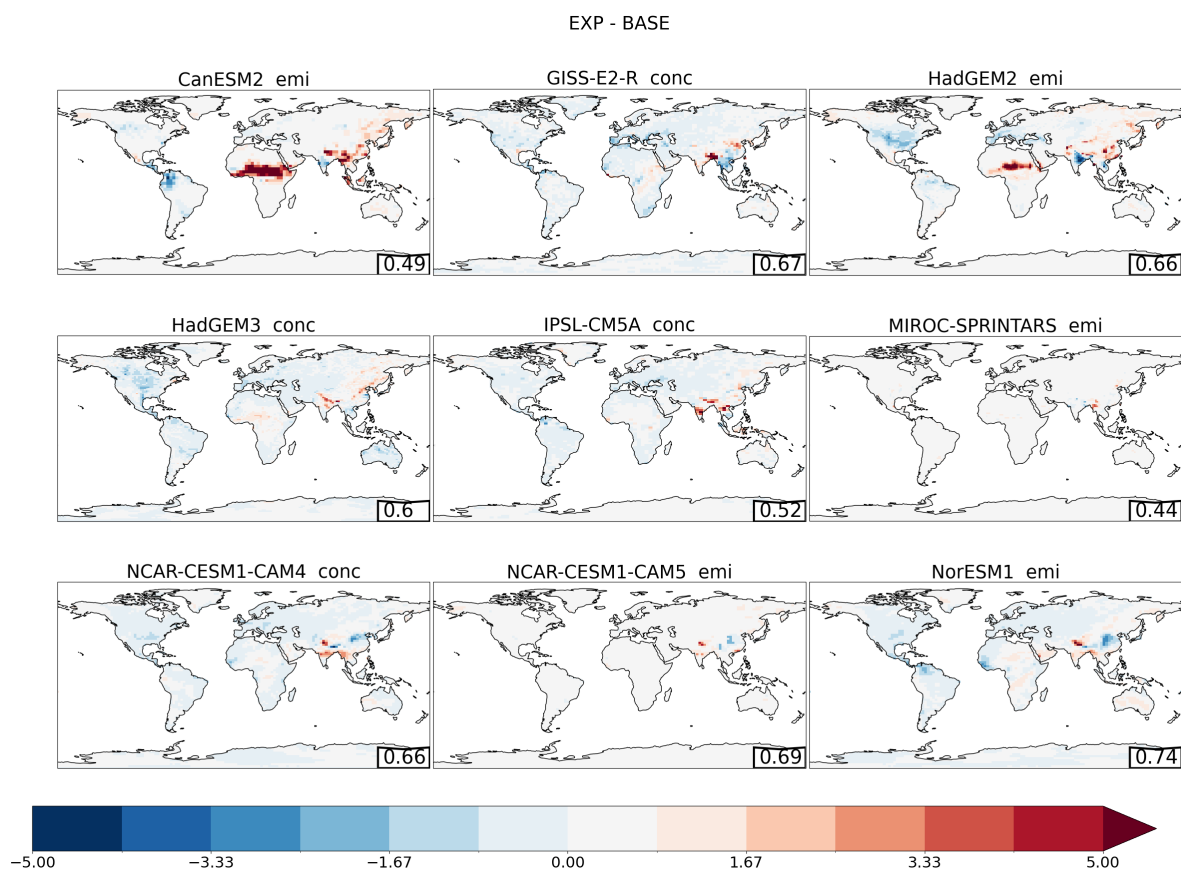 EXP - BASE
CanESM2 emi
GISS-E2-R conc
HadGEM2 emi
0.49
0.67
0.66
HadGEM3 conc
IPSL-CM5A conc
MIROC-SPRINTARS emi
0.6
0.52
0.44
NCAR-CESM1-CAM4 conc
NCAR-CESM1-CAM5 emi
NorESM1 emi
0.66
0.69
0.74
−5.00 −3.33 −1.67 0.00 1.67 3.33 5.00